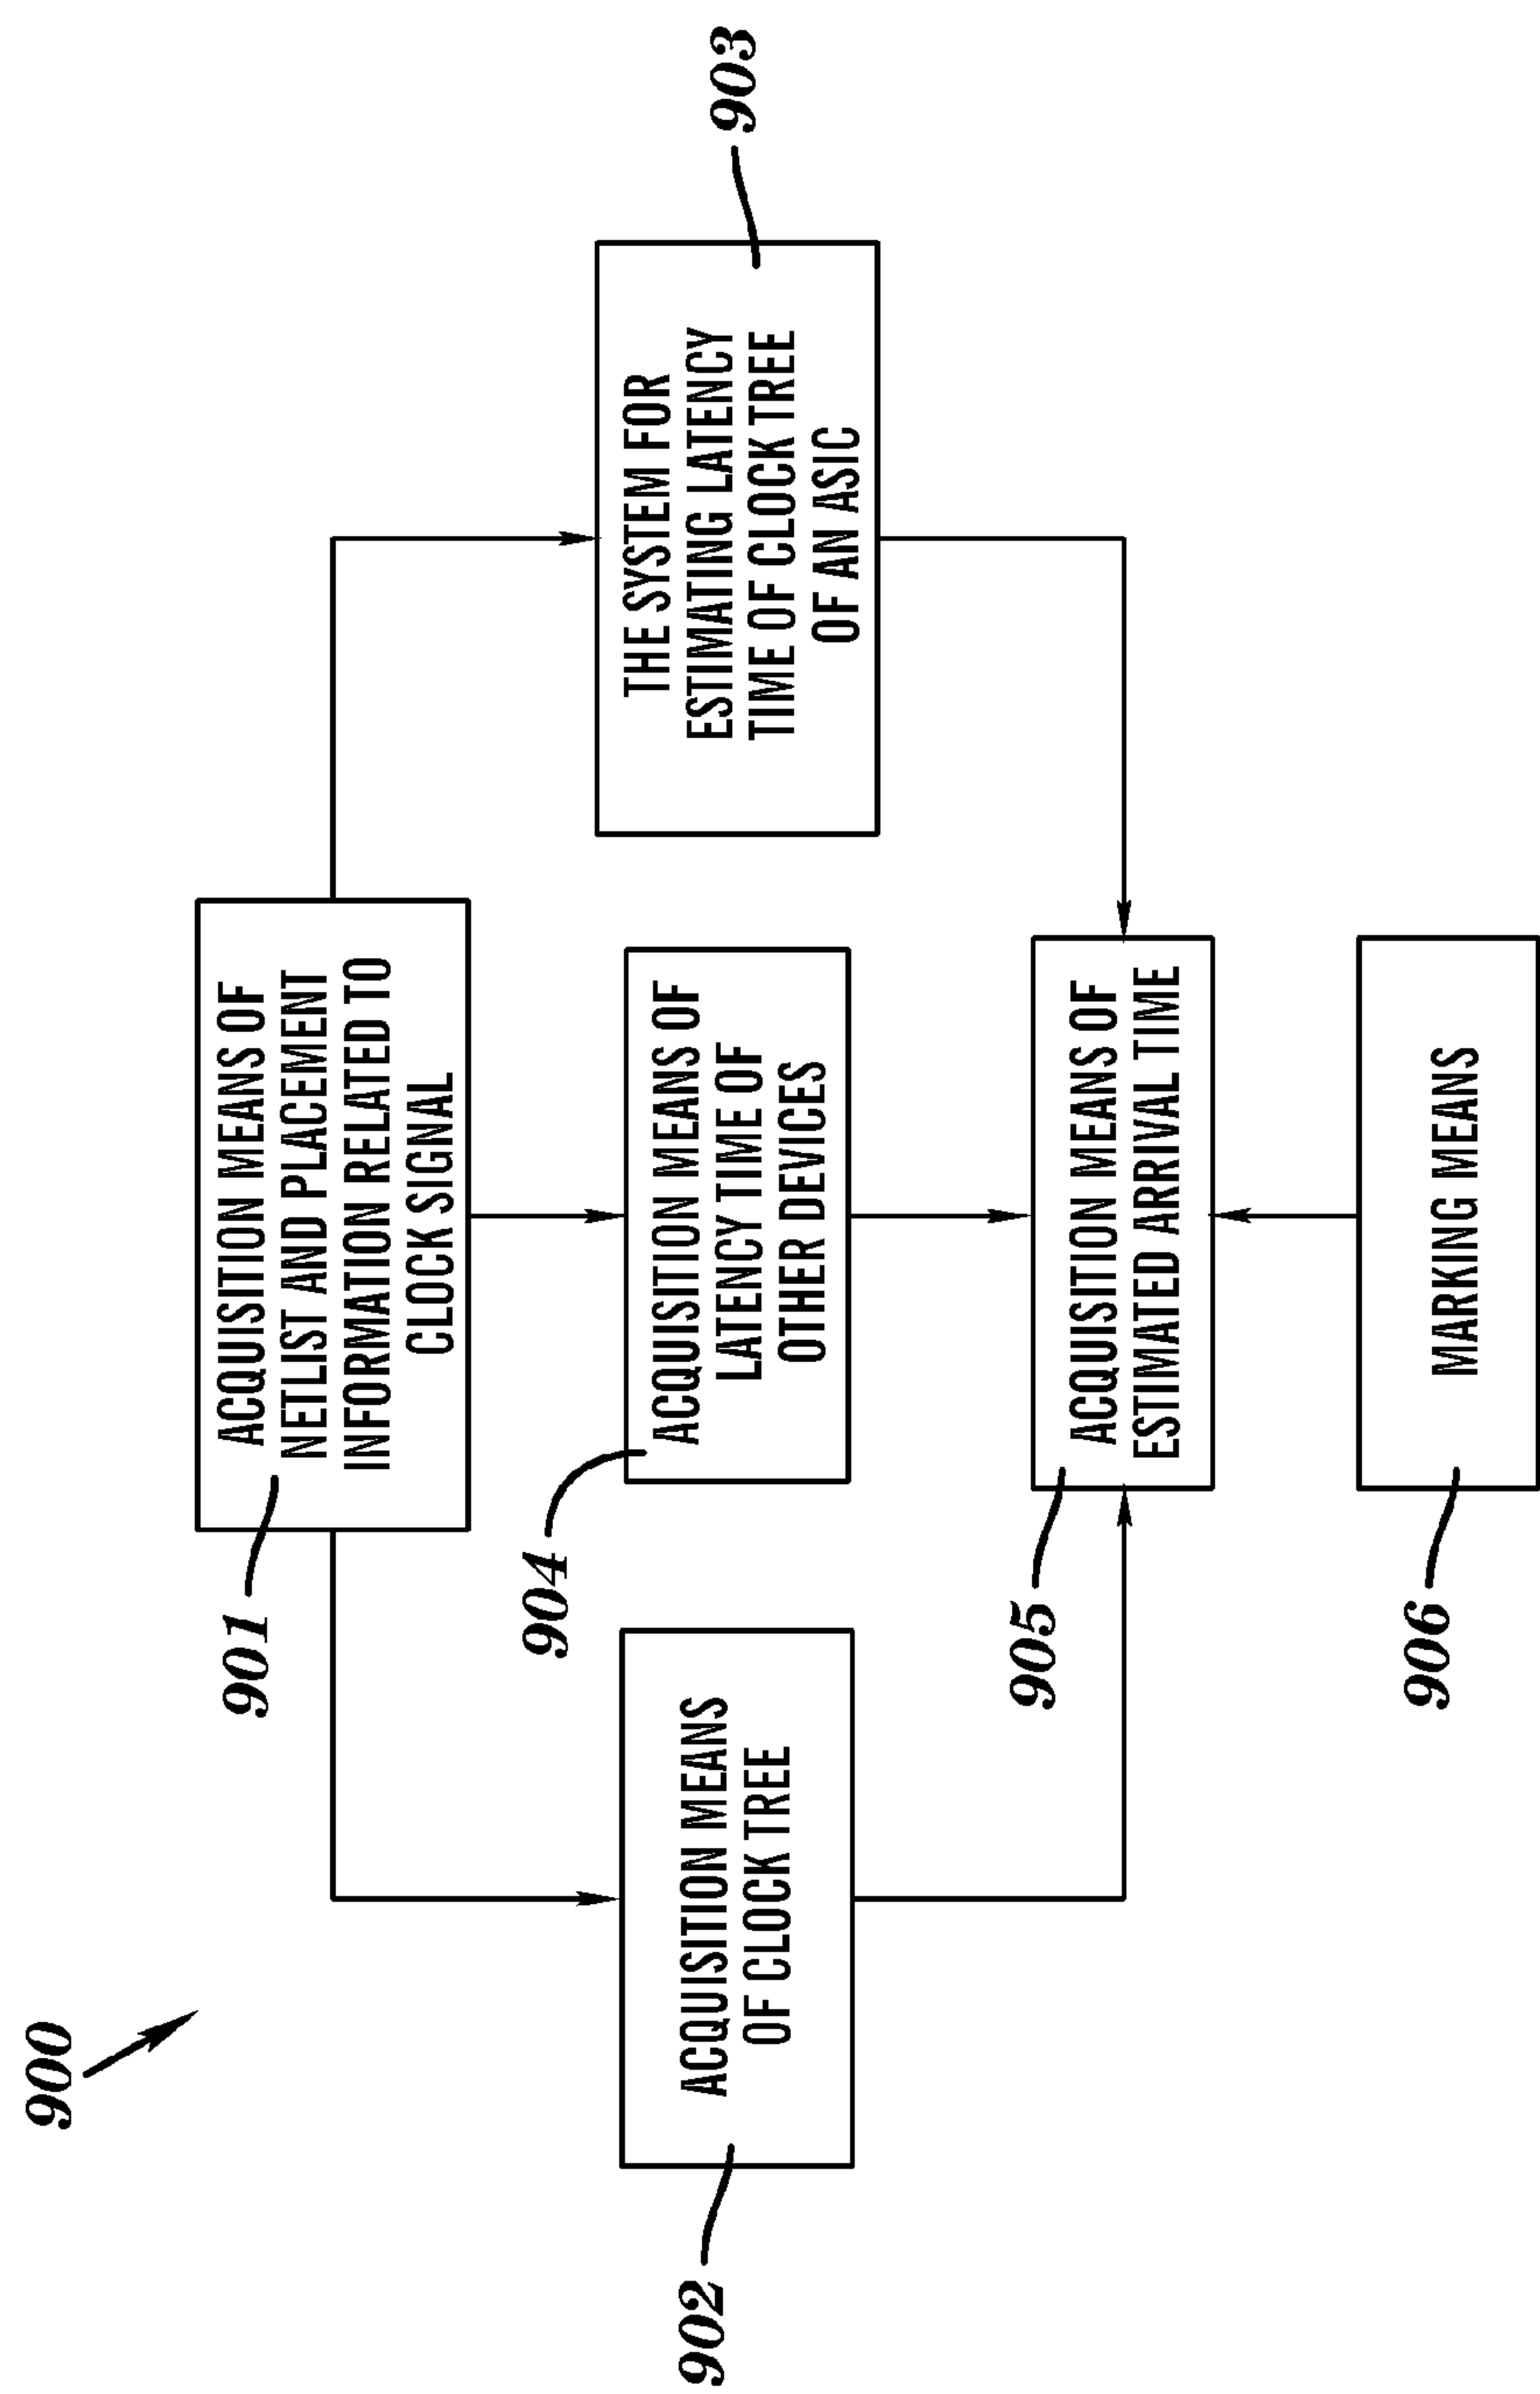 900
901
ACQUISITION MEANS OF
NETLIST AND PLACEMENT
INFORMATION RELATED TO
CLOCK SIGNAL
902
ACQUISITION MEANS
OF CLOCK TREE
904
ACQUISITION MEANS OF
LATENCY TIME OF
OTHER DEVICES
THE SYSTEM FOR
ESTIMATING LATENCY
TIME OF CLOCK TREE
OF AN ASIC
903
905
ACQUISITION MEANS OF
ESTIMATED ARRIVAL TIME
906
MARKING MEANS